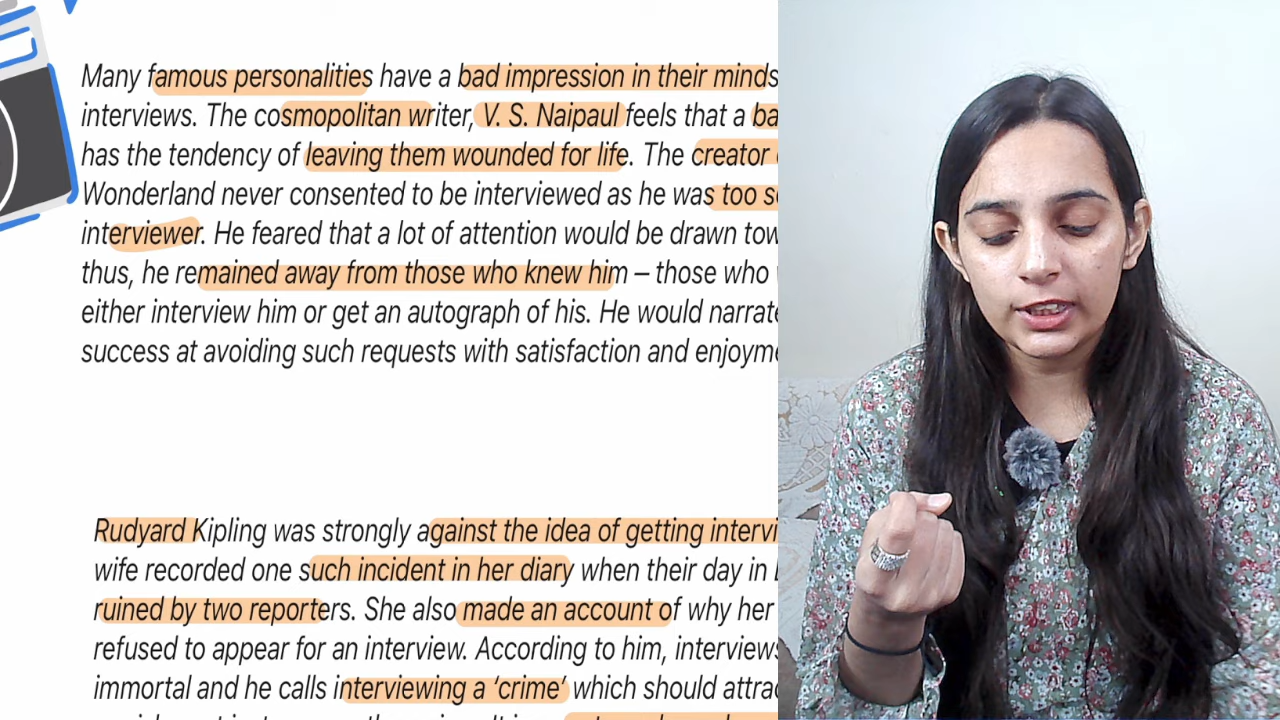 Many famous personalities have a bad impression in their minds
interviews. The cosmopolitan writer, V. S. Naipaul feels that a ba
has the tendency of leaving them wounded for life. The creator
Wonderland never consented to be interviewed as he was too s
interviewer. He feared that a lot of attention would be drawn tow
thus, he remained away from those who knew him – those who
either interview him or get an autograph of his. He would narrate
success at avoiding such requests with satisfaction and enjoyme
Rudyard Kipling was strongly against the idea of getting intervi
wife recorded one such incident in her diary when their day in
ruined by two reporters. She also made an account of why her
refused to appear for an interview. According to him, interviews
immortal and he calls interviewing a ‘crime’ which should attrac